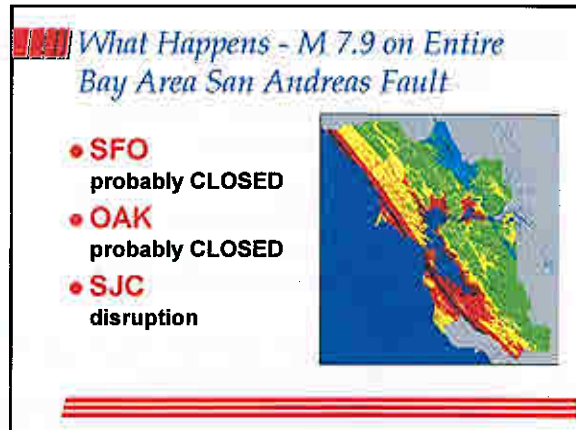 What Happens - M 7.9 on Entire
Bay Area San Andreas Fault
• SFO
probably CLOSED
• OAK
probably CLOSED
• SJC
disruption